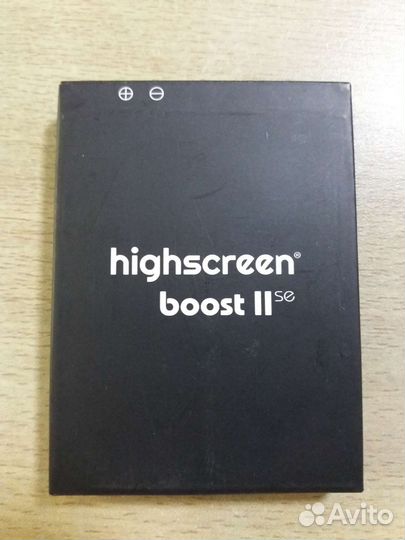 ⊕ ⊖
highscreen®
boost II se
Avito